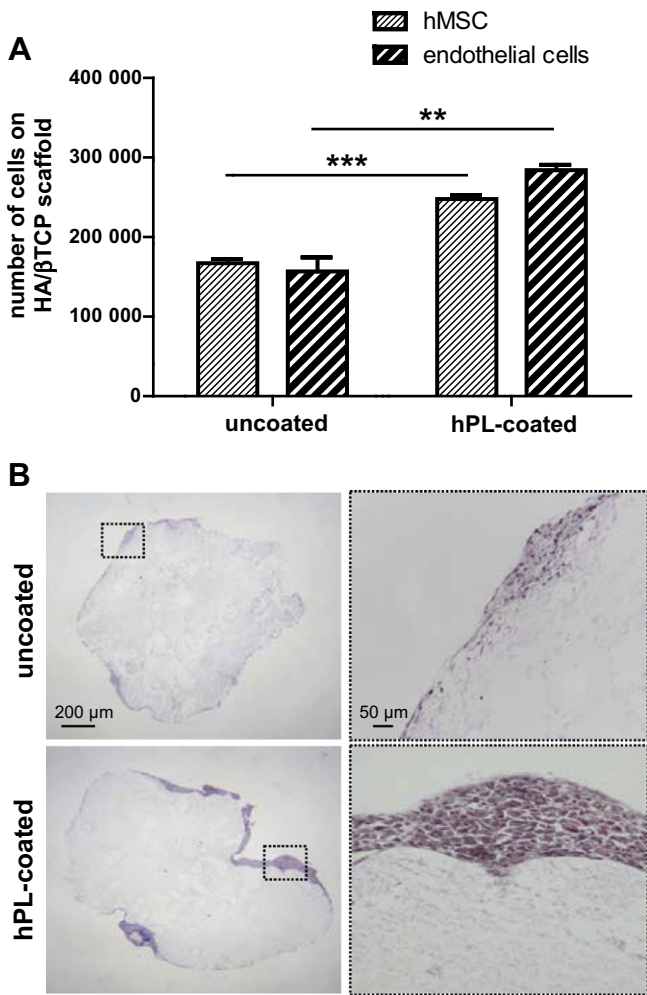 hMSC
A
endothelial cells
400 000
**
300 000
***
200 000
100 000
0
number of cells on
HA/βTCP scaffold
uncoated
hPL-coated
B
uncoated
200 µm
50 µm
hPL-coated